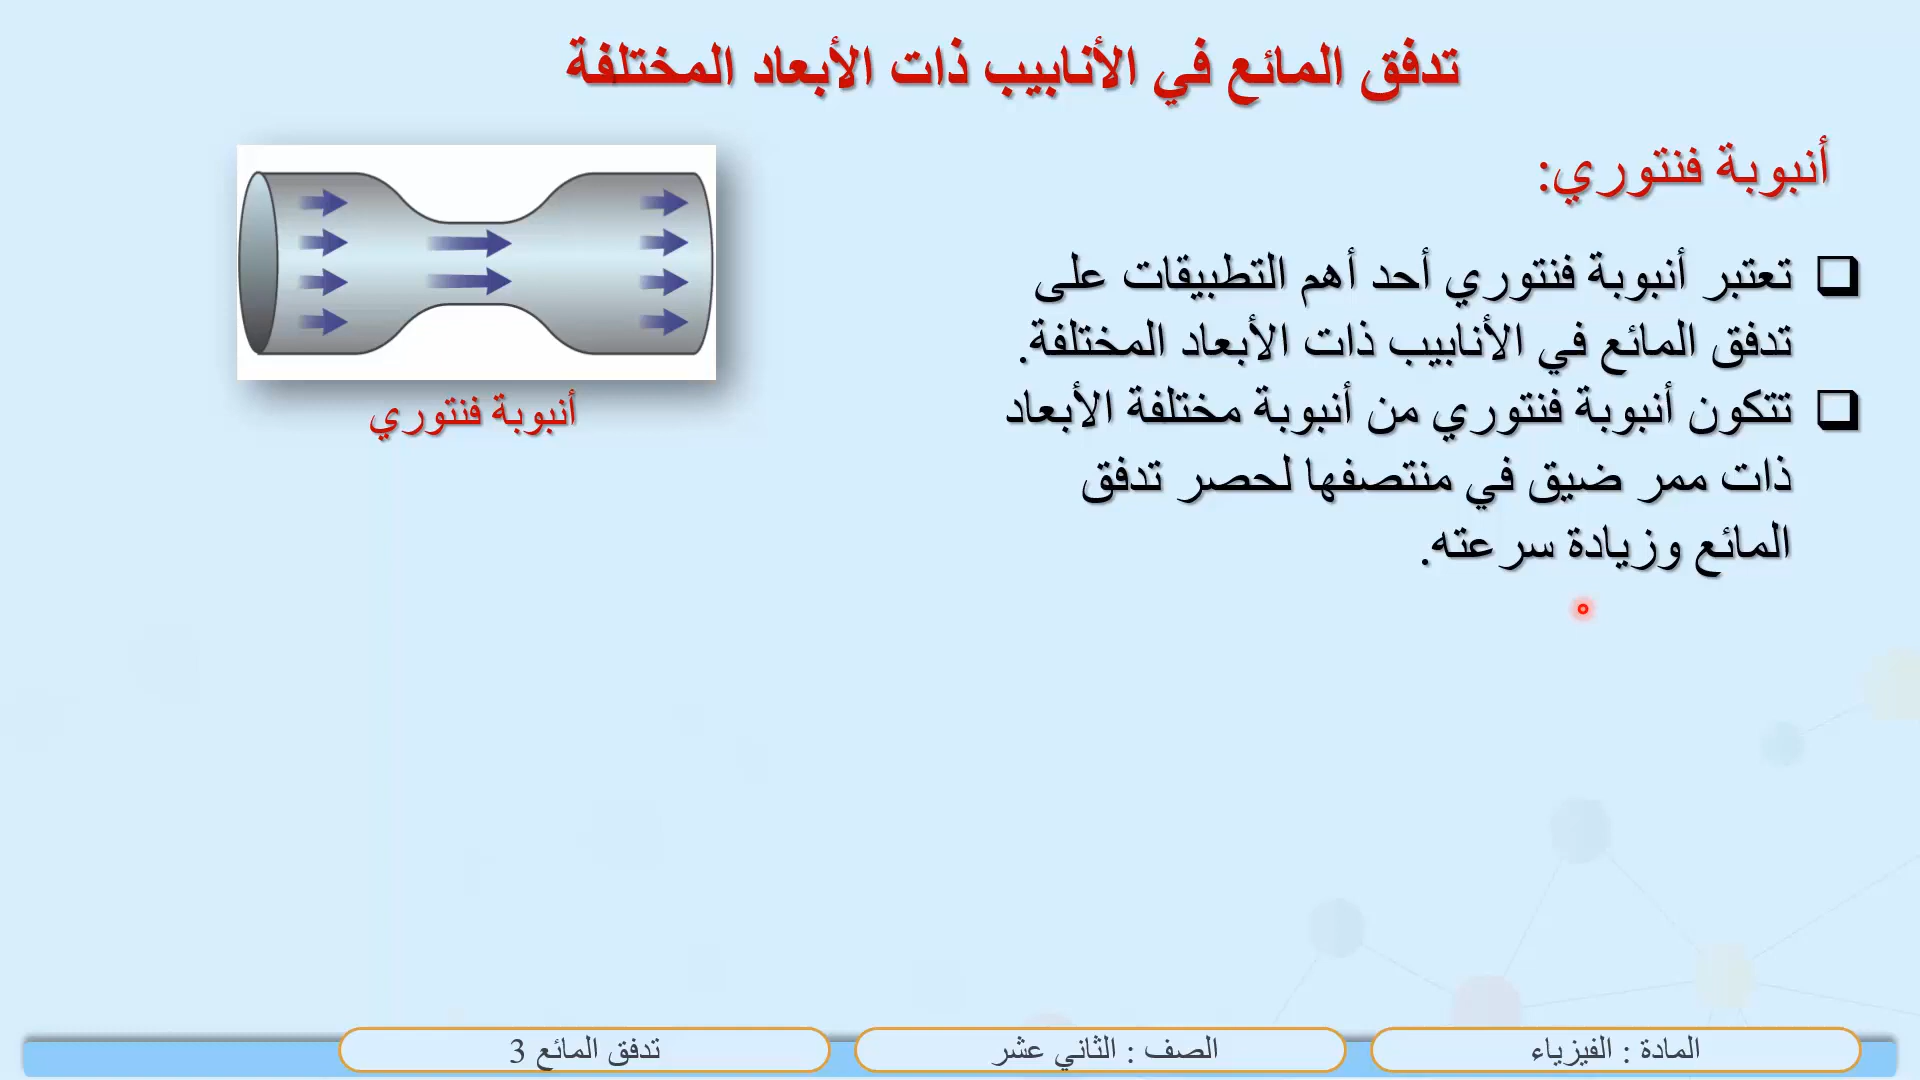 تدفق المائع في الأنابيب ذات الأبعاد المختلفة
أنبوبة فنتوري:
تعتبر أنبوبة فنتوري أحد أهم التطبيقات على
تدفق المائع في الأنابيب ذات الأبعاد المختلفة.
تتكون أنبوبة فنتوري من أنبوبة مختلفة الأبعاد
ذات ممر ضيق في منتصفها لحصر تدفق
المائع وزيادة سرعته.
أنبوبة فنتوري
المادة : الفيزياء
الصف : الثاني عشر
تدفق المائع 3